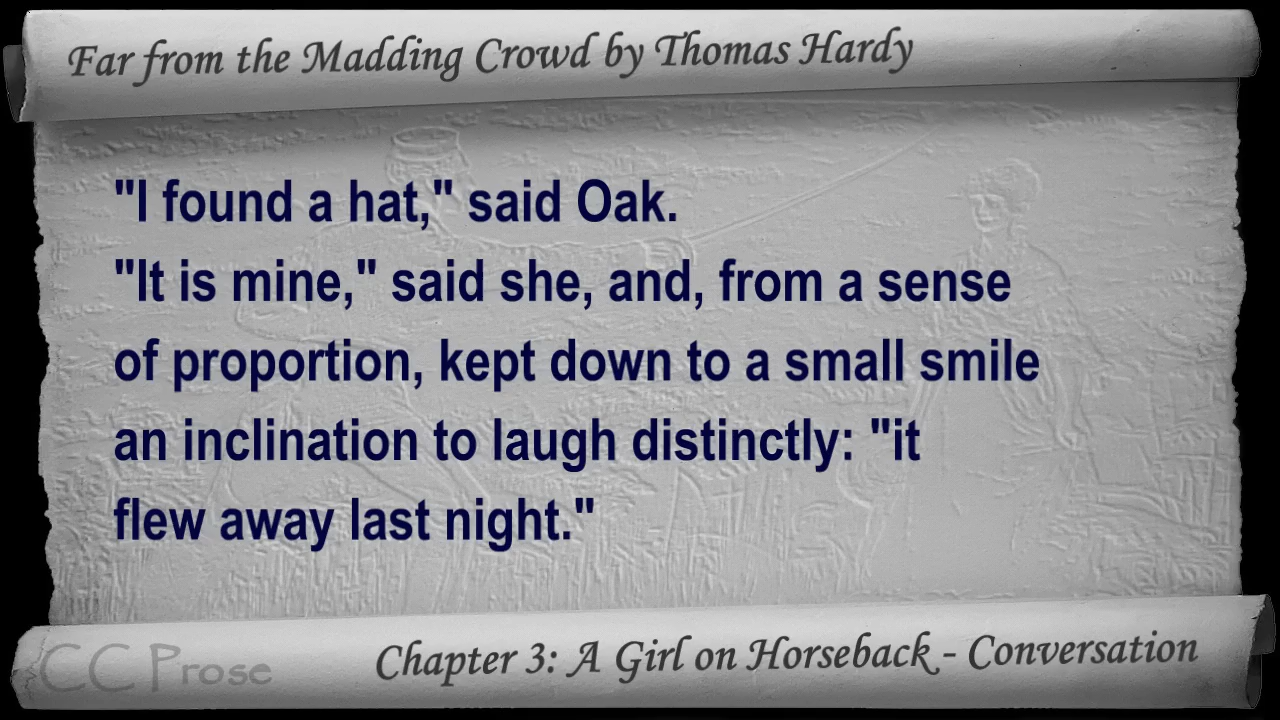 Far from the Madding Crowd by Thomas Hardy
"I found a hat," said Oak.
"It is mine," said she, and, from a sense
of proportion, kept down to a small smile
an inclination to laugh distinctly: "it
flew away last night."
CC Prose
Chapter 3: A Girl on Horseback - Conversation